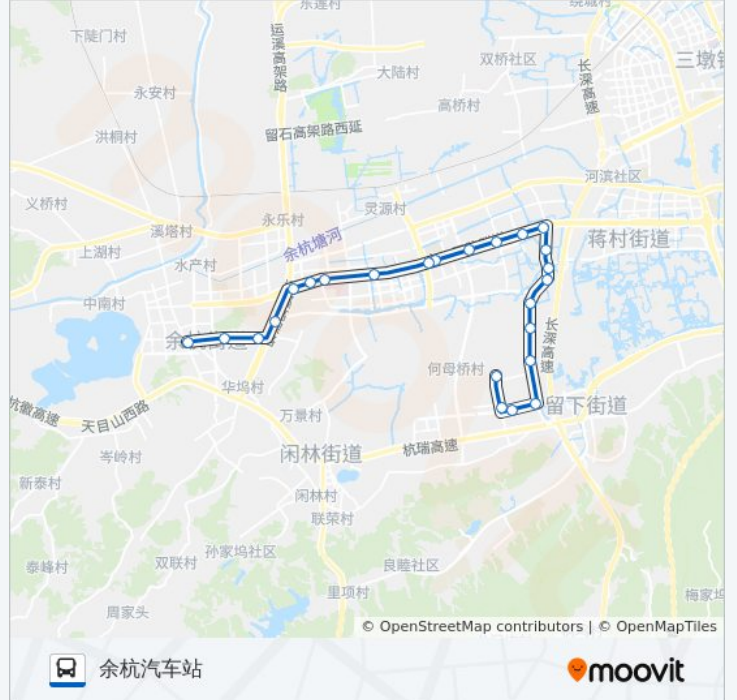 东莲村
绕城村
下陡门村
运溪高架路
双桥社区
三墩镇
大陆村
长深高速
永安村
高桥村
留石高架路西延
洪桐村
河滨社区
义桥村
灵源村
永乐村
溪塔村
蒋村街道
余杭塘河
上湖村
水产村
中南村
余杭街道
长深高速
何母桥村
华坞村
杭徽高速
天目山西路
留下街道
万景村
杭瑞高速
闲林街道
岑岭村
新泰村
闲林村
联荣村
孙家坞社区
双联村
良睦社区
泰峰村
里项村
梅家坞
周家头
© OpenStreetMap contributors | © OpenMapTiles
余杭汽车站
moovit